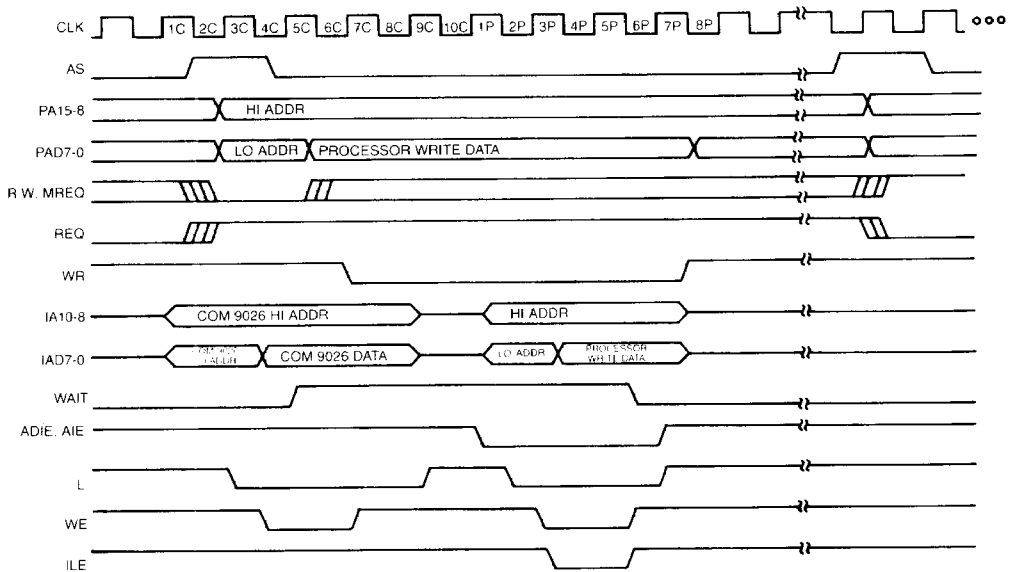 CLK 1C 2C 3C 4C 5C 6C 7C 8C 9C 10C 1P 2P 3P 4P 5P 6P 7P 8P
AS
PA15-8 HI ADDR
PAD7-0 LO ADDR PROCESSOR WRITE DATA
R W. MREQ
REQ
WR
IA10-8 COM 9026 HI ADDR HI ADDR
IAD7-0 ADDR COM 9026 DATA LO ADDR PROCESSOR
WRITE DATA
WAIT
ADIE. AIE
L
WE
ILE